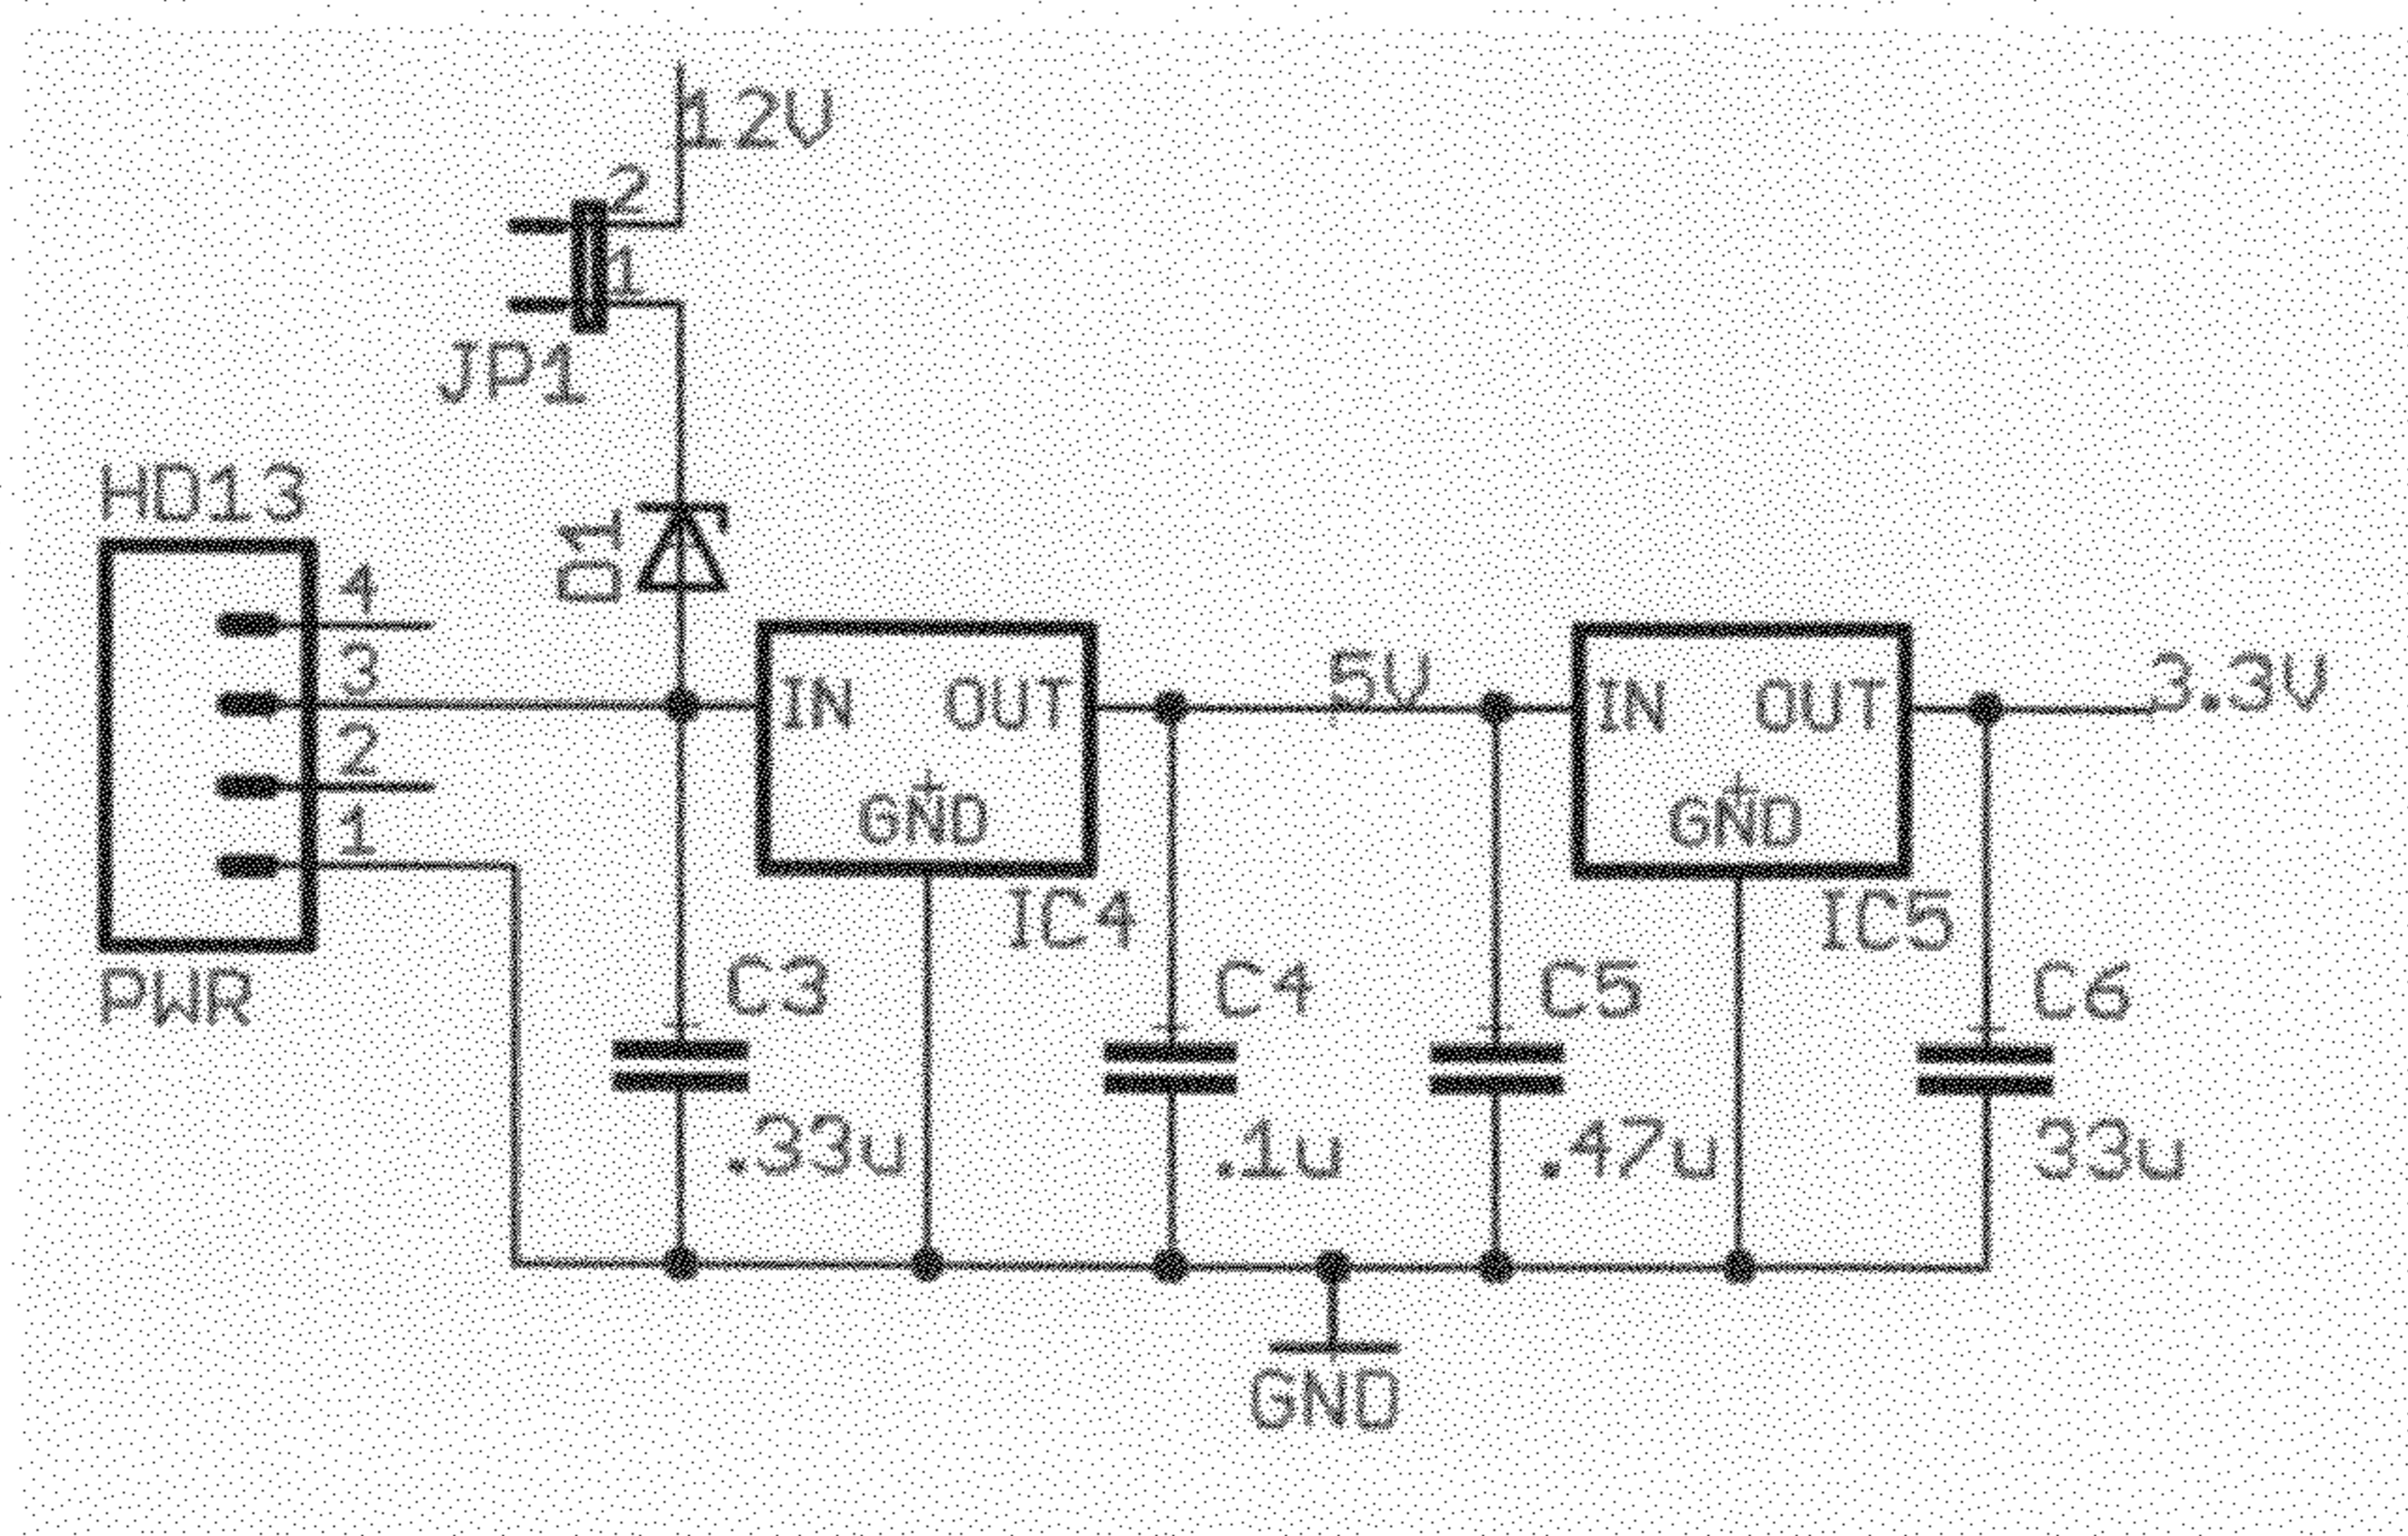 12V
2
1
JP1
HD13
D1
4
3
2
1
IN OUT
GND
5V
IN OUT
GND
3.3V
IC4
IC5
PWR
C3
C4
C5
C6
.33u
.1u
.47u
33u
GND